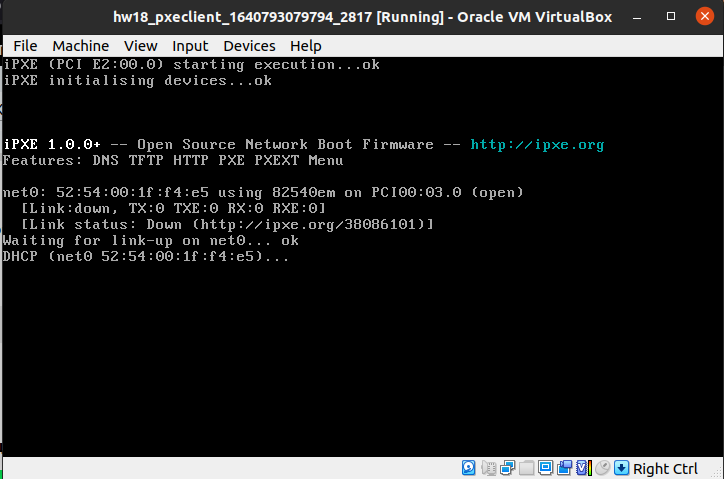 hw18_pxeclient_1640793079794_2817 [Running] - Oracle VM VirtualBox
File Machine View Input Devices Help
iPXE (PCI E2:00.0) starting execution...ok
iPXE initialising devices...ok
iPXE 1.0.0+ -- Open Source Network Boot Firmware -- http://ipxe.org
Features: DNS TFTP HTTP PXE PXEXT Menu
net0: 52:54:00:1f:f4:e5 using 82540em on PCI00:03.0 (open)
[Link:down, TX:0 TXE:0 RX:0 RXE:0]
[Link status: Down (http://ipxe.org/38086101)]
Waiting for link-up on net0... ok
DHCP (net0 52:54:00:1f:f4:e5)...
Right Ctrl